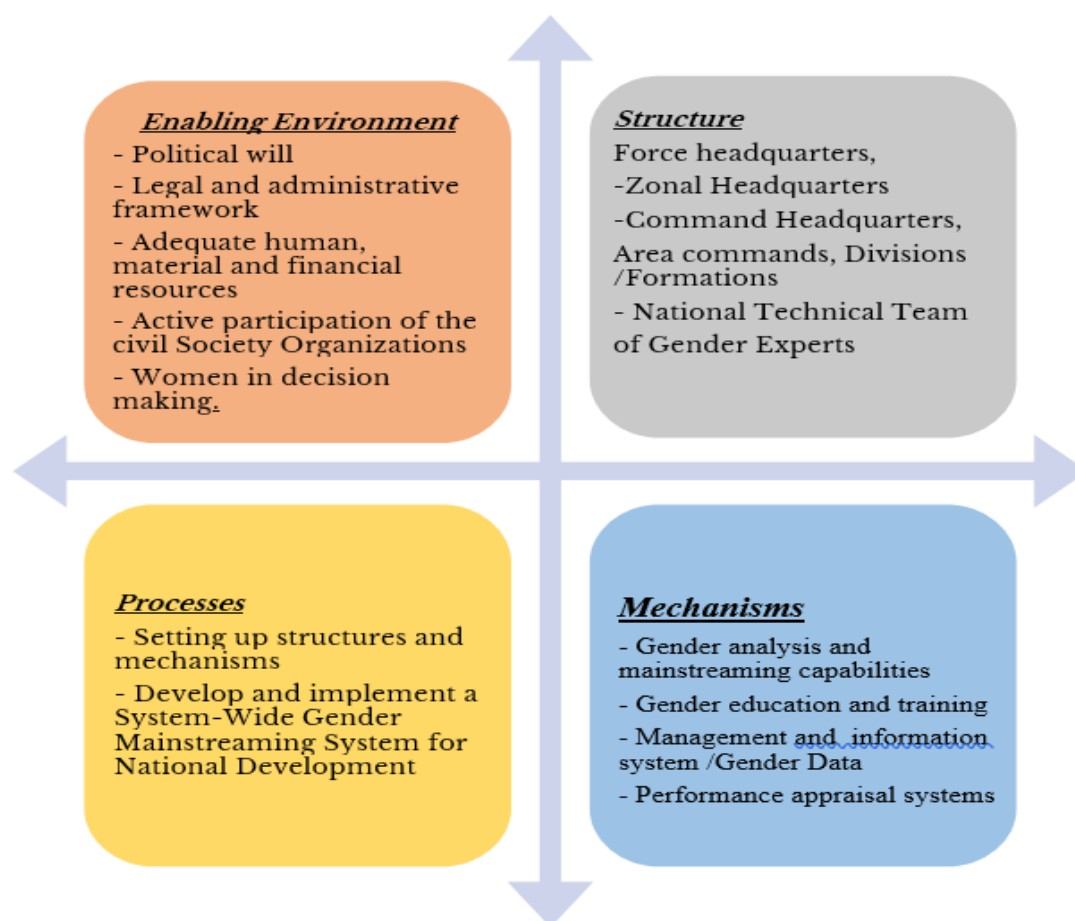 Enabling Environment
- Political will
- Legal and administrative
framework
- Adequate human,
material and financial
resources
- Active participation of the
civil Society Organizations
- Women in decision
making.
Structure
Force headquarters,
-Zonal Headquarters
-Command Headquarters,
Area commands, Divisions
/Formations
- National Technical Team
of Gender Experts
Processes
- Setting up structures and
mechanisms
- Develop and implement a
System-Wide Gender
Mainstreaming System for
National Development
Mechanisms
- Gender analysis and
mainstreaming capabilities
- Gender education and training
- Management and information
system /Gender Data
- Performance appraisal systems